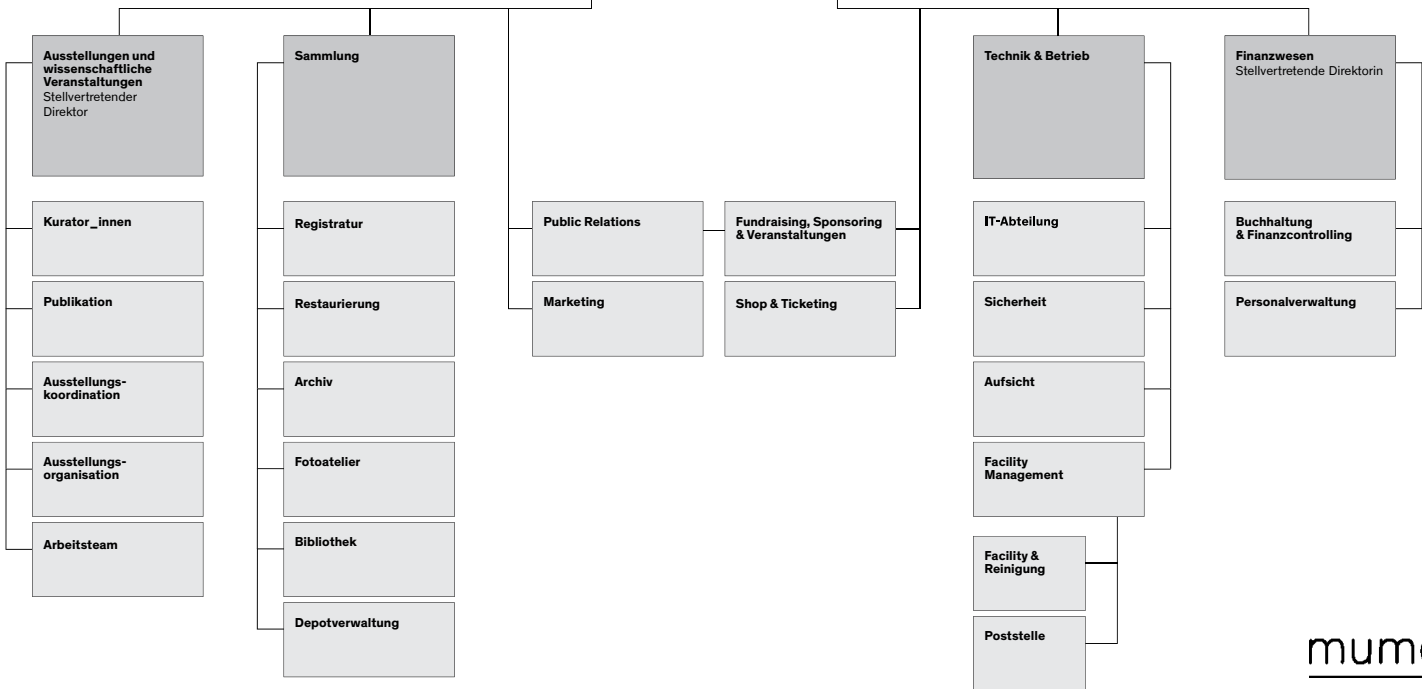 Ausstellungen und
wissenschaftliche
Veranstaltungen
Stellvertretender
Direktor
Kurator_innen
Publikation
Ausstellungs-
koordination
Ausstellungs-
organisation
Arbeitsteam
Sammlung
Registratur
Restaurierung
Archiv
Fotoatelier
Bibliothek
Depotverwaltung
Public Relations
Marketing
Fundraising, Sponsoring
& Veranstaltungen
Shop & Ticketing
Technik & Betrieb
IT-Abteilung
Sicherheit
Aufsicht
Facility
Management
Facility &
Reinigung
Poststelle
Finanzwesen
Stellvertretende Direktorin
Buchhaltung
& Finanzcontrolling
Personalverwaltung